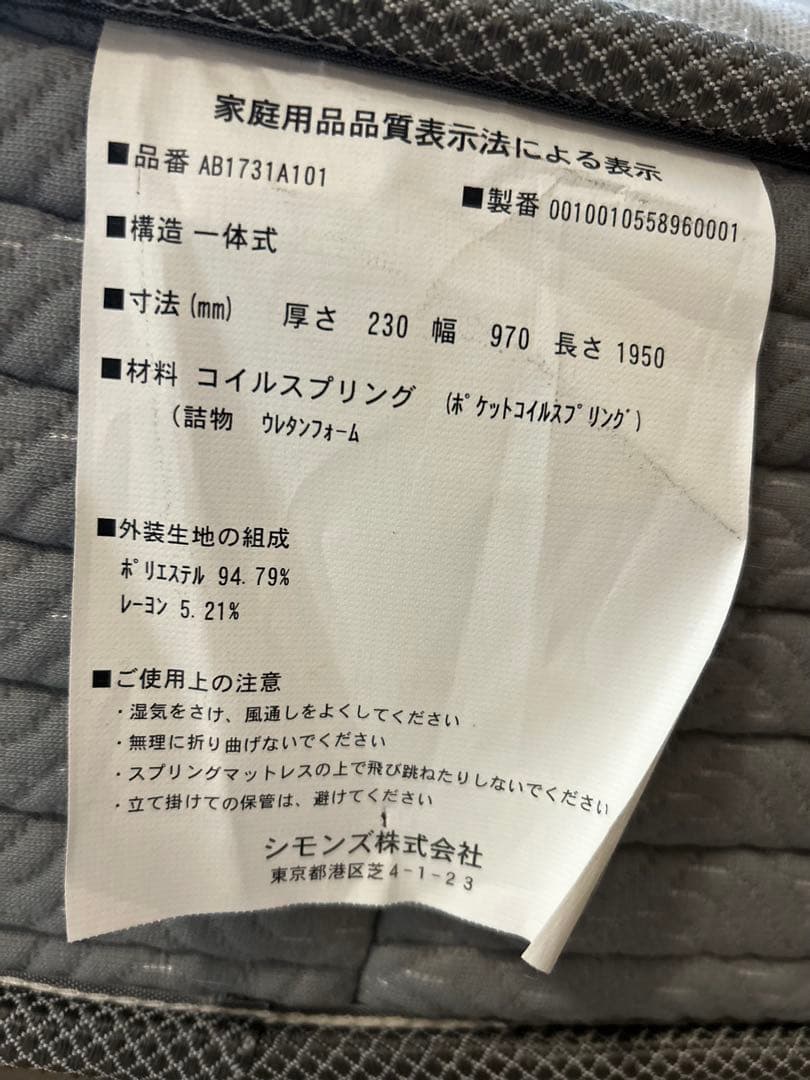 家庭用品品質表示法による表示
■品番 AB1731A101
■製番 0010010558960001
■構造 一体式
■寸法(mm) 厚さ 230 幅 970 長さ 1950
■材料 コイルスプリング (ﾎﾟｹｯﾄｺｲﾙｽﾌﾟﾘﾝｸﾞ)
(詰物 ｳﾚﾀﾝﾌｫｰﾑ
■外装生地の組成
ﾎﾟﾘｴｽﾃﾙ 94.79%
ﾚｰﾖﾝ 5.21%
■ご使用上の注意
・湿気をさけ、風通しをよくしてください
・無理に折り曲げないでください
・スプリングマットレスの上で飛び跳ねたりしないでください
・立て掛けての保管は、避けてください
シモンズ株式会社
東京都港区芝4-1-23